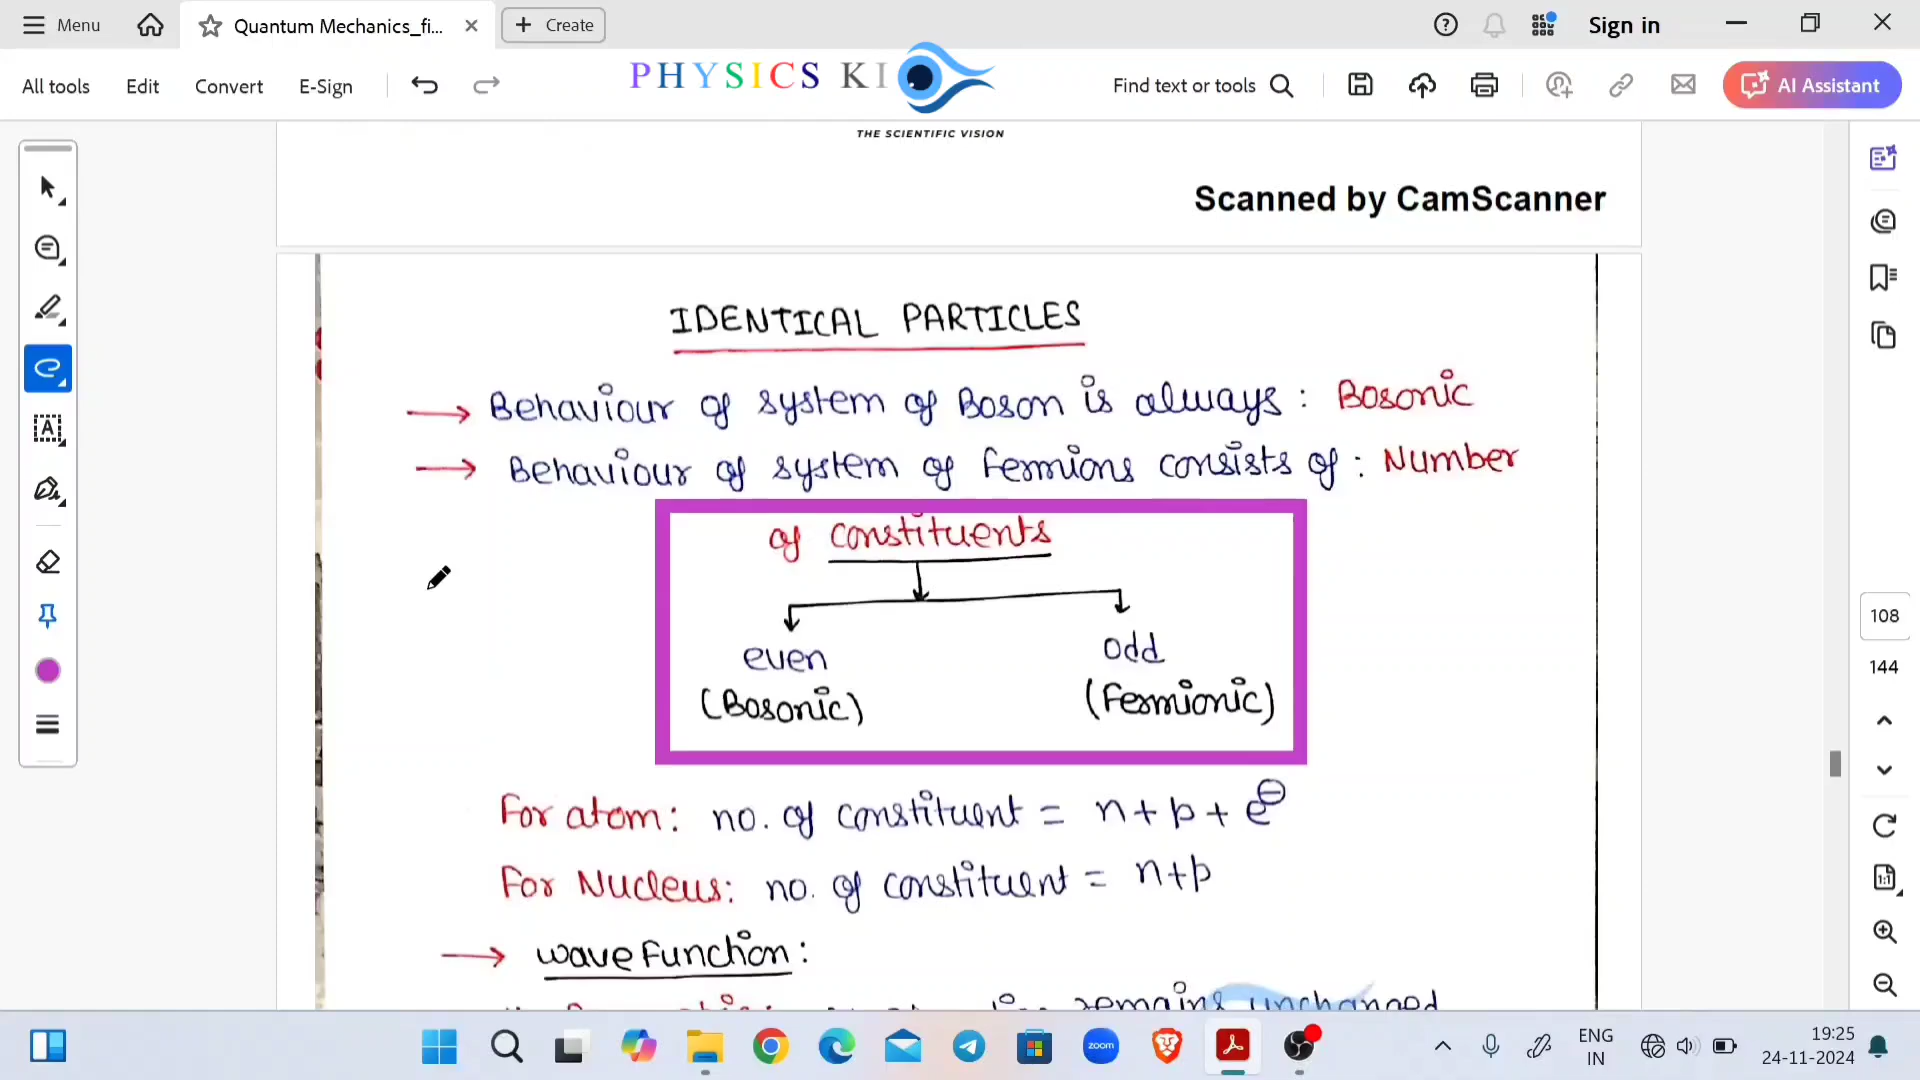 Menu
Quantum Mechanics_fi...
Create
Sign in
All tools
Edit
Convert
E-Sign
PHYSICS KI
THE SCIENTIFIC VISION
Find text or tools
AI Assistant
Scanned by CamScanner
IDENTICAL PARTICLES
→ Behaviour of system of Boson is always : Bosonic
→ Behaviour of system of fermions consists of : Number
of constituents
even
odd
(Bosonic)
(Fermionic)
For atom: no. of constituent = n + p + e⊖
For Nucleus: no. of constituent = n+p
→ wave Function:
remains unchanged
108
144
zoom
ENG
IN
19:25
24-11-2024